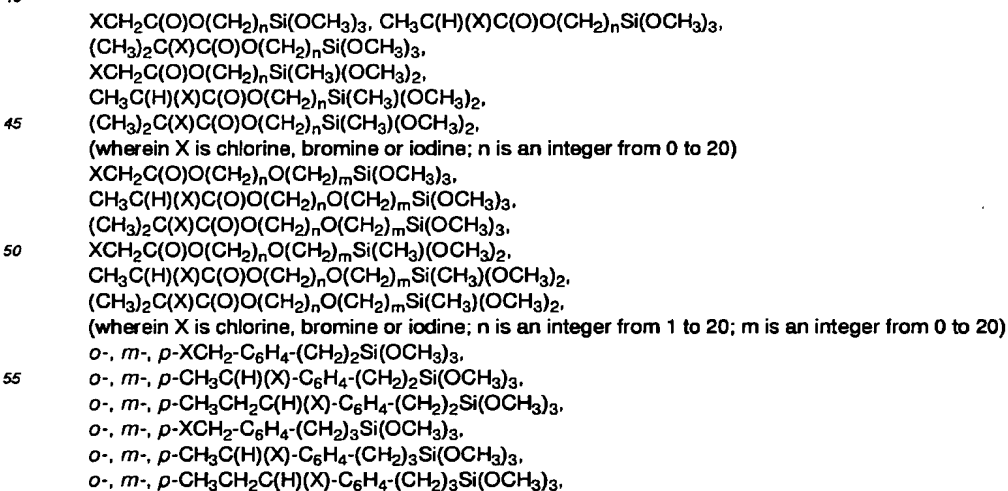 XCH2C(O)O(CH2)nSi(OCH3)3, CH3C(H)(X)C(O)O(CH2)nSi(OCH3)3,
(CH3)2C(X)C(O)O(CH2)nSi(OCH3)3,
XCH2C(O)O(CH2)nSi(CH3)(OCH3)2,
CH3C(H)(X)C(O)O(CH2)nSi(CH3)(OCH3)2,
45 (CH3)2C(X)C(O)O(CH2)nSi(CH3)(OCH3)2,
(wherein X is chlorine, bromine or iodine; n is an integer from 0 to 20)
XCH2C(O)O(CH2)nO(CH2)mSi(OCH3)3,
CH3C(H)(X)C(O)O(CH2)nO(CH2)mSi(OCH3)3,
(CH3)2C(X)C(O)O(CH2)nO(CH2)mSi(OCH3)3,
50 XCH2C(O)O(CH2)nO(CH2)mSi(CH3)(OCH3)2,
CH3C(H)(X)C(O)O(CH2)nO(CH2)mSi(CH3)(OCH3)2,
(CH3)2C(X)C(O)O(CH2)nO(CH2)mSi(CH3)(OCH3)2,
(wherein X is chlorine, bromine or iodine; n is an integer from 1 to 20; m is an integer from 0 to 20)
o-, m-, p-XCH2-C6H4-(CH2)2Si(OCH3)3,
55 o-, m-, p-CH3C(H)(X)-C6H4-(CH2)2Si(OCH3)3,
o-, m-, p-CH3CH2C(H)(X)-C6H4-(CH2)2Si(OCH3)3,
o-, m-, p-XCH2-C6H4-(CH2)3Si(OCH3)3,
o-, m-, p-CH3C(H)(X)-C6H4-(CH2)3Si(OCH3)3,
o-, m-, p-CH3CH2C(H)(X)-C6H4-(CH2)3Si(OCH3)3,